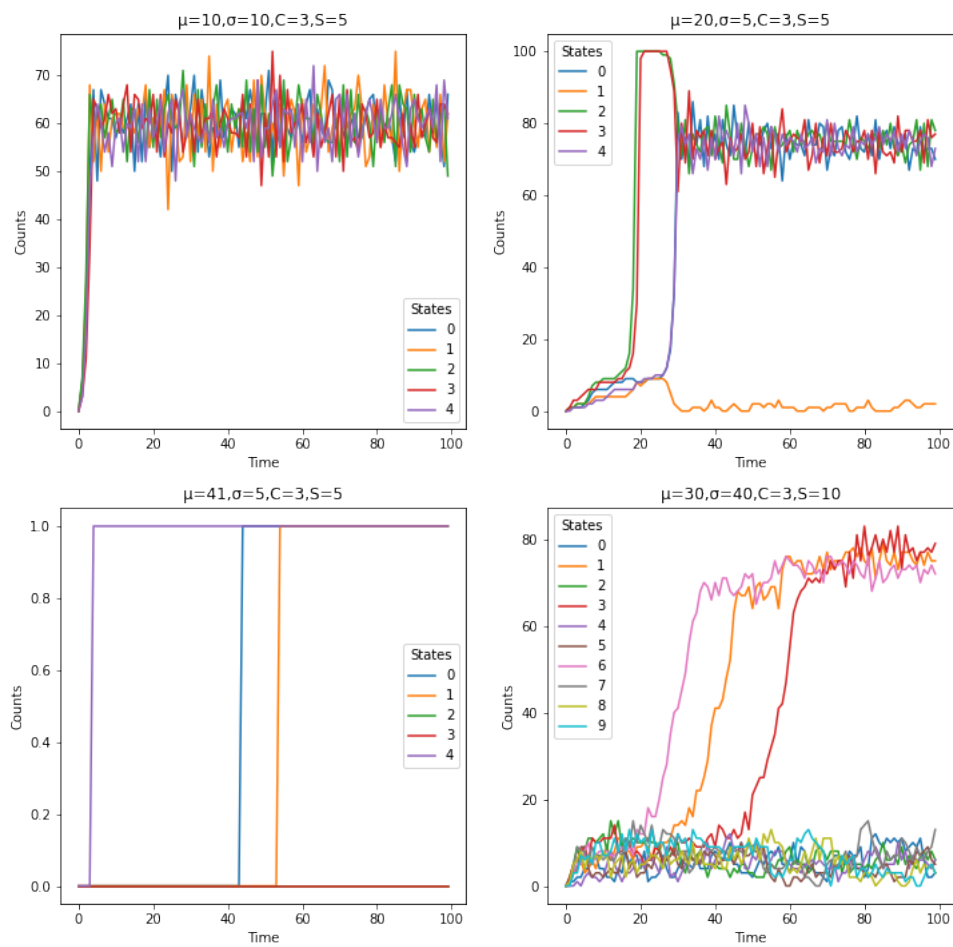 μ=10,σ=10,C=3,S=5
Counts
70
60
50
40
30
20
10
0
0 20 40 60 80 100
Time
States
0
1
2
3
4
μ=20,σ=5,C=3,S=5
Counts
100
80
60
40
20
0
0 20 40 60 80 100
Time
States
0
1
2
3
4
μ=41,σ=5,C=3,S=5
Counts
1.0
0.8
0.6
0.4
0.2
0.0
0 20 40 60 80 100
Time
States
0
1
2
3
4
μ=30,σ=40,C=3,S=10
Counts
80
60
40
20
0
0 20 40 60 80 100
Time
States
0
1
2
3
4
5
6
7
8
9